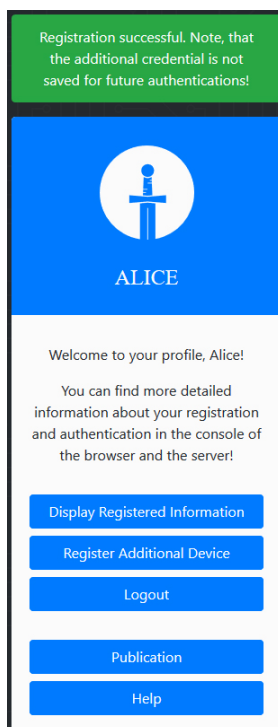 Registration successful. Note, that
the additional credential is not
saved for future authentications!
ALICE
Welcome to your profile, Alice!
You can find more detailed
information about your registration
and authentication in the console of
the browser and the server!
Display Registered Information
Register Additional Device
Logout
Publication
Help